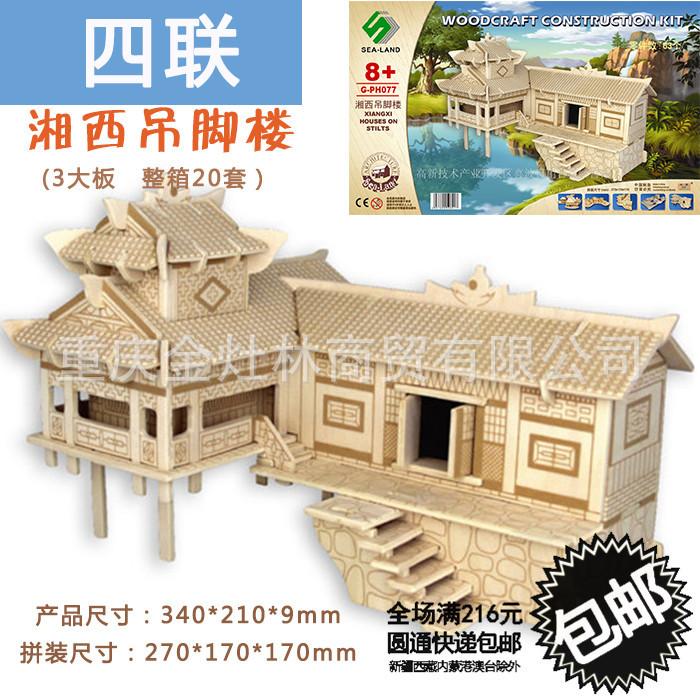 四联
湘西吊脚楼
(3大板 整箱20套)
SEA-LAND
WOODCRAFT CONSTRUCTION KIT
8+
G-PH077
湘西吊脚楼
XIANGXI
HOUSES ON
STILTS
ARCHITECTURE
Sea-Land
CE
重庆金灶林商贸有限公司
产品尺寸：340*210*9mm
拼装尺寸：270*170*170mm
全场满216元
圆通快递包邮
新疆西藏内蒙港澳台除外
包邮